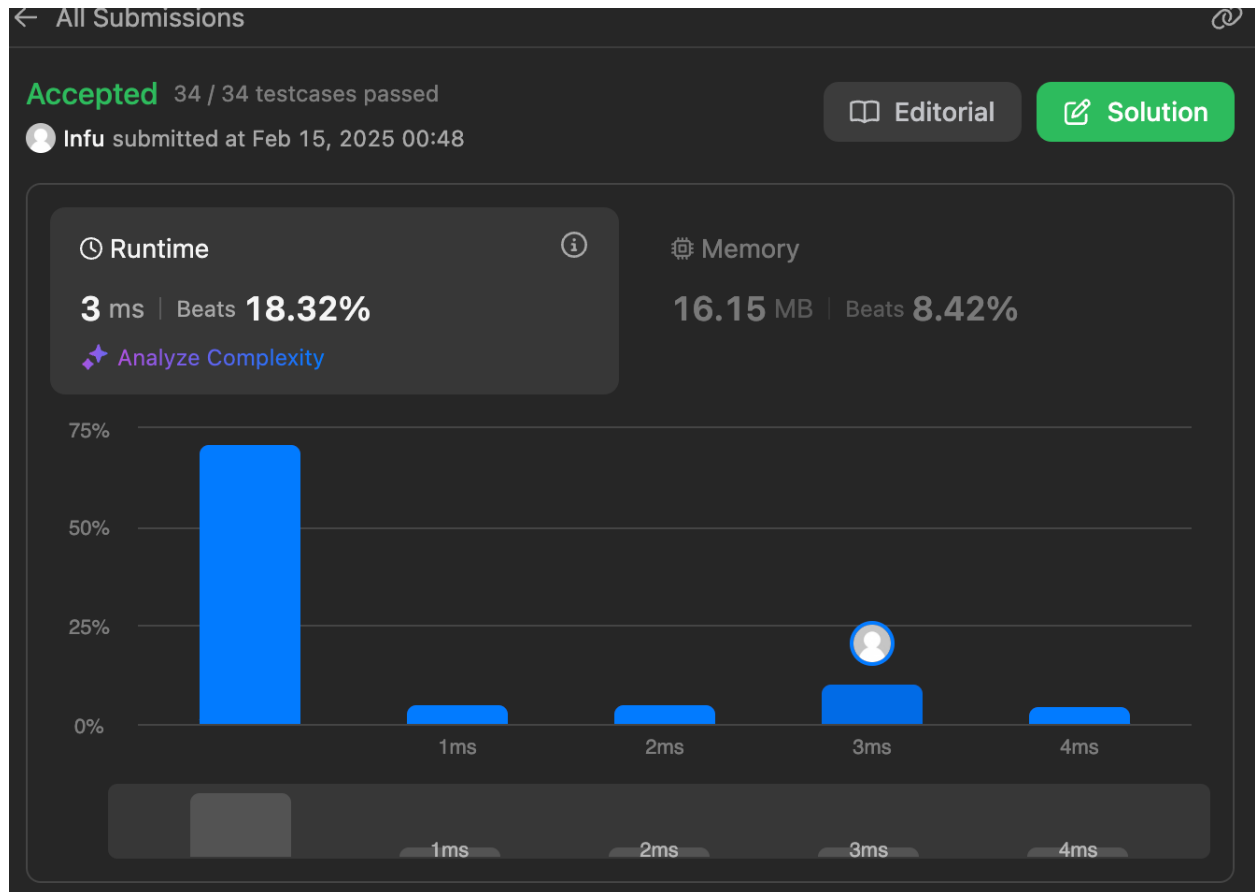 ← All Submissions
Accepted 34 / 34 testcases passed
Editorial
Solution
Infu submitted at Feb 15, 2025 00:48
Runtime
3 ms | Beats 18.32%
Analyze Complexity
Memory
16.15 MB | Beats 8.42%
75%
50%
25%
0%
1ms 2ms 3ms 4ms
1ms 2ms 3ms 4ms